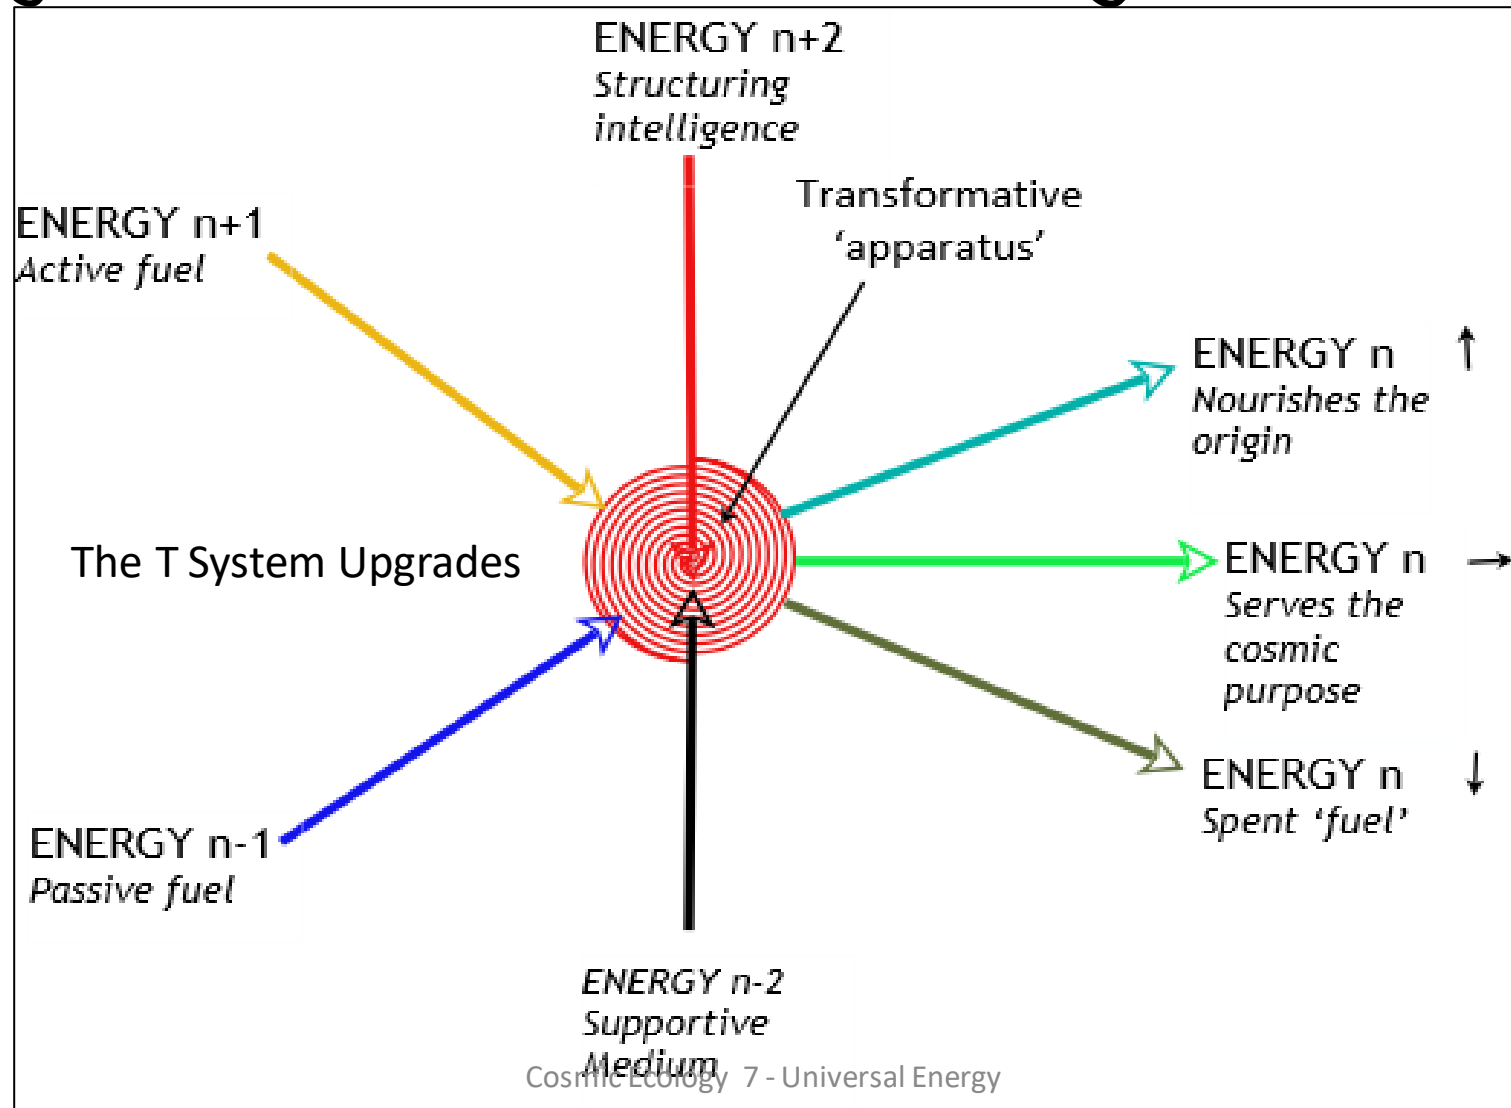 ENERGY n+2
Structuring
intelligence
Transformative
‘apparatus’
ENERGY n+1
Active fuel
ENERGY n ↑
Nourishes the
origin
The T System Upgrades
ENERGY n →
Serves the
cosmic
purpose
ENERGY n ↓
Spent ‘fuel’
ENERGY n-1
Passive fuel
ENERGY n-2
Supportive
Medium
Cosmic Ecology 7 - Universal Energy